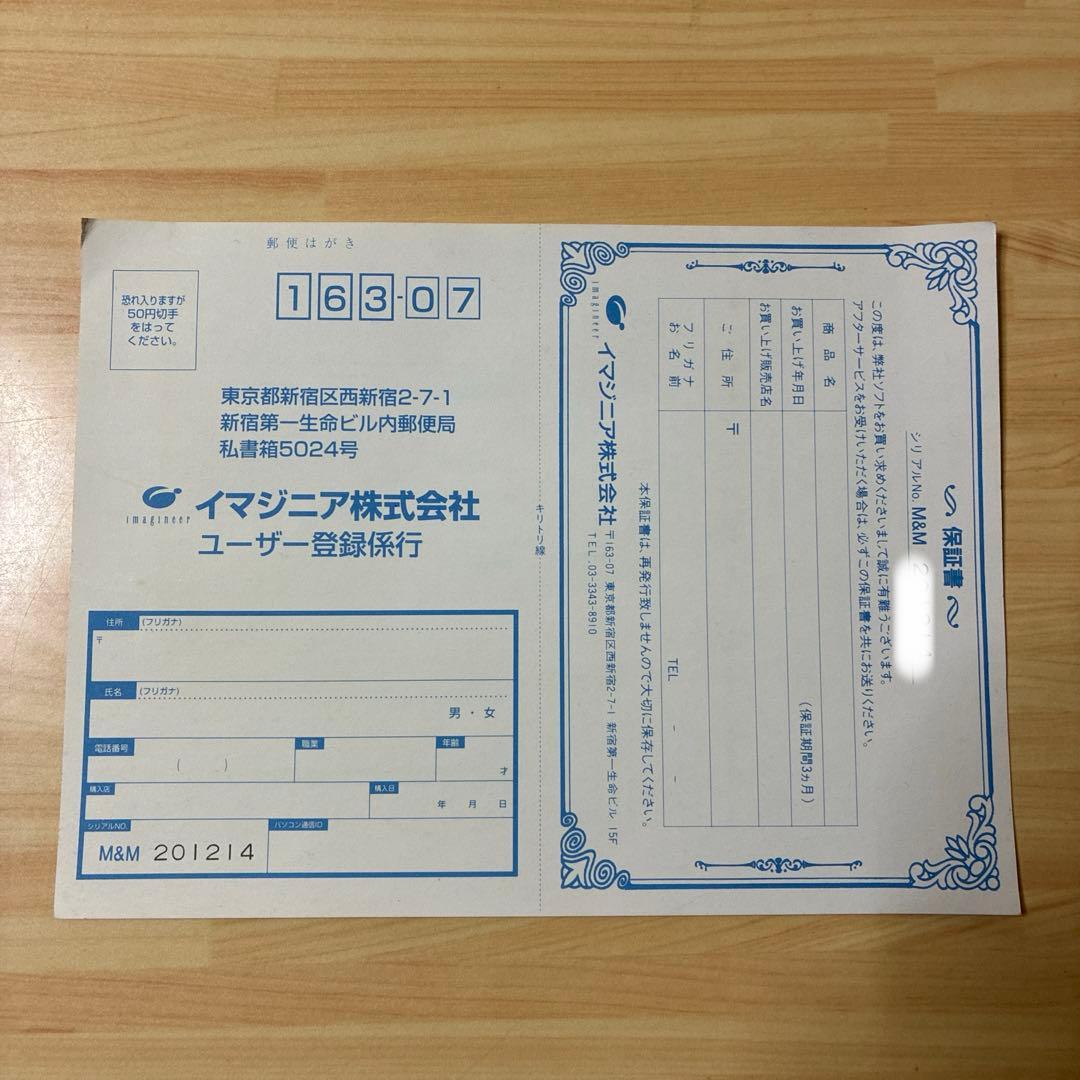 郵便はがき
恐れ入りますが
50円切手
をはって
ください。
163-07
東京都新宿区西新宿2-7-1
新宿第一生命ビル内郵便局
私書箱5024号
imagineer
イマジニア株式会社
ユーザー登録係行
住所 (フリガナ)
〒
氏名 (フリガナ)
男・女
電話番号 職業 年齢
( ) 才
購入店 購入日
年 月 日
シリアルNO. パソコン通信ID
M&M 201214
キリトリ線
保証書
シリアルNo. M&M 2
この度は、弊社ソフトをお買い求めくださいまして誠に有難うございます。
アフターサービスをお受けいただく場合は、必ずこの保証書を共にお送りください。
商品名
お買い上げ年月日 (保証期間3ヵ月)
お買い上げ販売店名
ご住所 〒
TEL - -
フリガナ
お名前
本保証書は、再発行致しませんので大切に保存してください。
imagineer
イマジニア株式会社
〒163-07 東京都新宿区西新宿2-7-1 新宿第一生命ビル 15F
TEL.03-3343-8910